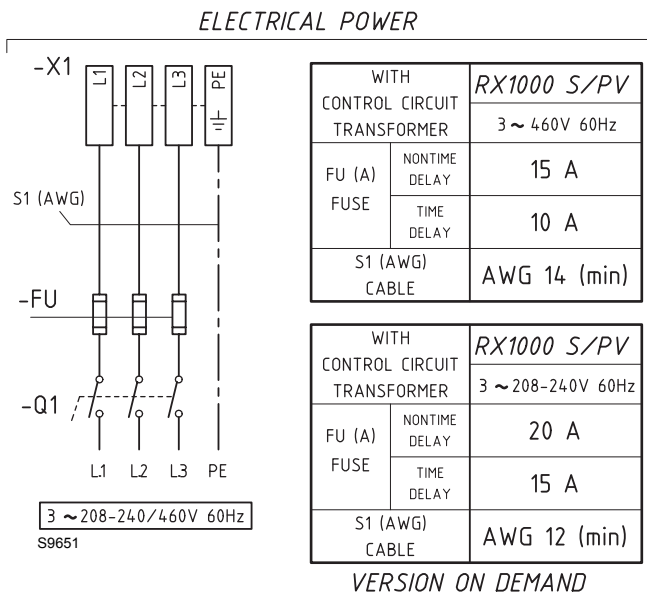 ELECTRICAL POWER
-X1
L1
L2
L3
PE
S1 (AWG)
-FU
-Q1
L1 L2 L3 PE
3 ~ 208-240/460V 60Hz
S9651
WITH
CONTROL CIRCUIT
TRANSFORMER
RX1000 S/PV
3 ~ 460V 60Hz
FU (A)
FUSE
NONTIME
DELAY
15 A
TIME
DELAY
10 A
S1 (AWG)
CABLE
AWG 14 (min)
WITH
CONTROL CIRCUIT
TRANSFORMER
RX1000 S/PV
3 ~ 208-240V 60Hz
FU (A)
FUSE
NONTIME
DELAY
20 A
TIME
DELAY
15 A
S1 (AWG)
CABLE
AWG 12 (min)
VERSION ON DEMAND